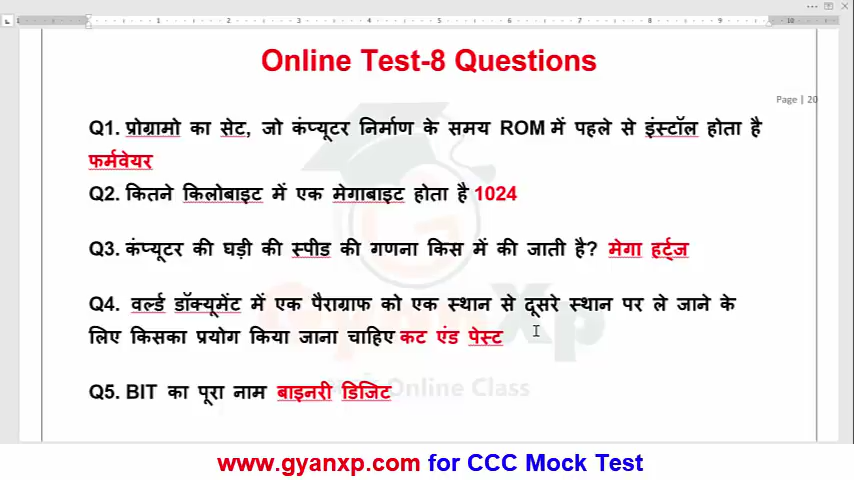 Online Test-8 Questions
Page | 20
Q1. प्रोग्रामो का सेट, जो कंप्यूटर निर्माण के समय ROM में पहले से इंस्टॉल होता है
फर्मवेयर
Q2. कितने किलोबाइट में एक मेगाबाइट होता है 1024
Q3. कंप्यूटर की घड़ी की स्पीड की गणना किस में की जाती है? मेगा हर्ट्ज
Q4. वर्ल्ड डॉक्यूमेंट में एक पैराग्राफ को एक स्थान से दूसरे स्थान पर ले जाने के
लिए किसका प्रयोग किया जाना चाहिए कट एंड पेस्ट
Online Class
Q5. BIT का पूरा नाम बाइनरी डिजिट
www.gyanxp.com for CCC Mock Test